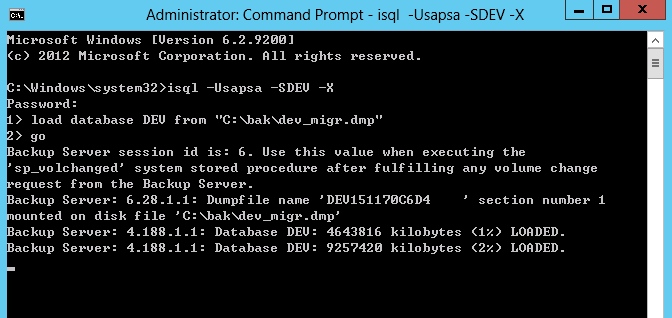 Administrator: Command Prompt - isql -Usapsa -SDEV -X
Microsoft Windows [Version 6.2.9200]
(c) 2012 Microsoft Corporation. All rights reserved.
C:\Windows\system32>isql -Usapsa -SDEV -X
Password:
1> load database DEV from "C:\bak\dev_migr.dmp"
2> go
Backup Server session id is: 6. Use this value when executing the
'sp_volchanged' system stored procedure after fulfilling any volume change
request from the Backup Server.
Backup Server: 6.28.1.1: Dumpfile name 'DEV151170C6D4    ' section number 1
mounted on disk file 'C:\bak\dev_migr.dmp'
Backup Server: 4.188.1.1: Database DEV: 4643816 kilobytes (1%) LOADED.
Backup Server: 4.188.1.1: Database DEV: 9257420 kilobytes (2%) LOADED.